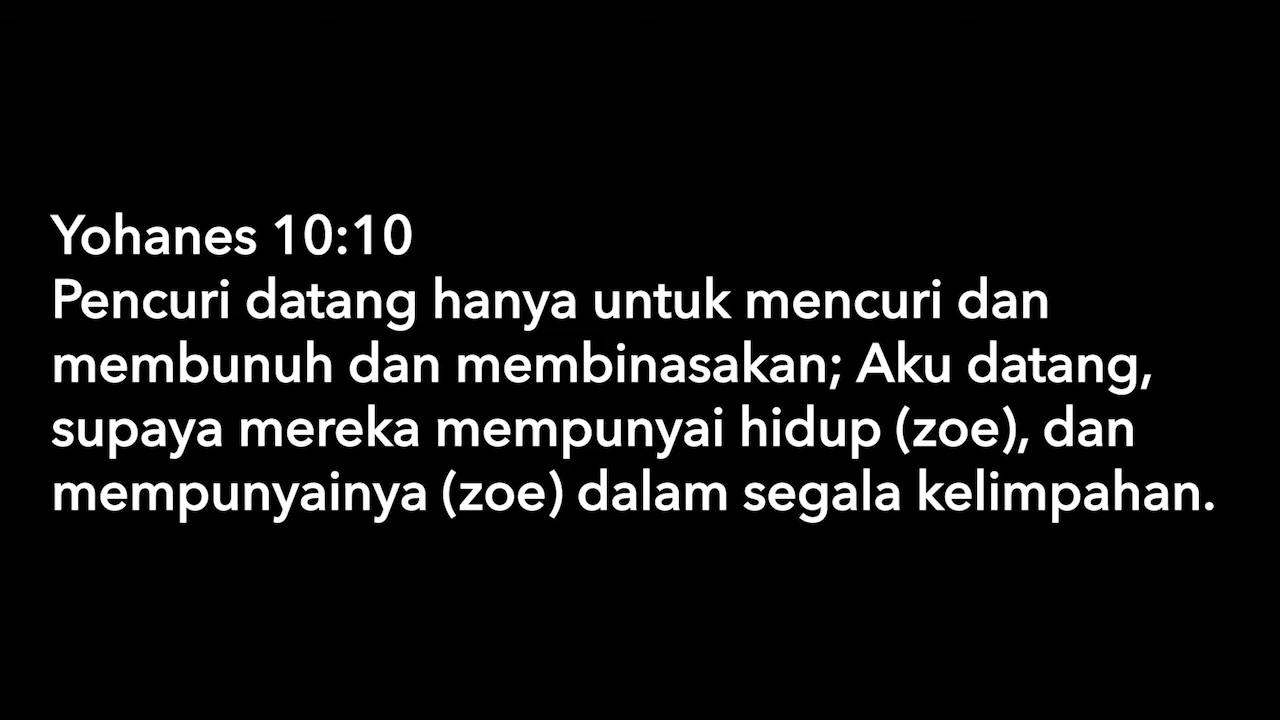 Yohanes 10:10
Pencuri datang hanya untuk mencuri dan
membunuh dan membinasakan; Aku datang,
supaya mereka mempunyai hidup (zoe), dan
mempunyainya (zoe) dalam segala kelimpahan.